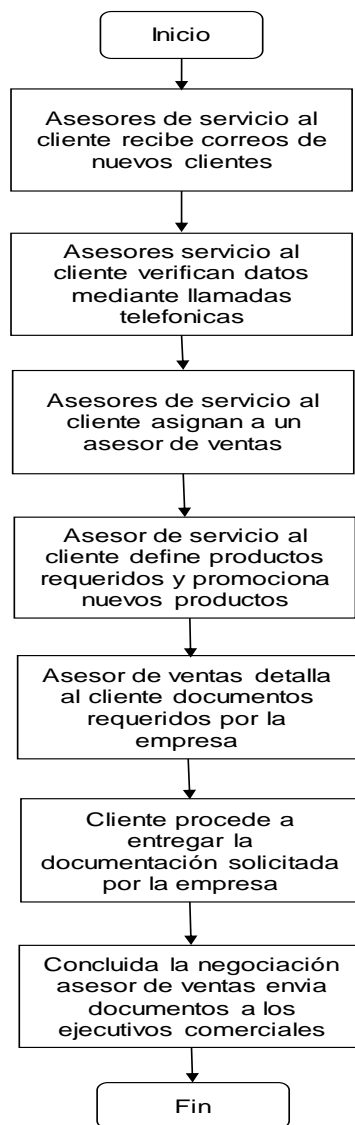 Inicio
Asesores de servicio al
cliente recibe correos de
nuevos clientes
Asesores servicio al
cliente verifican datos
mediante llamadas
telefonicas
Asesores de servicio al
cliente asignan a un
asesor de ventas
Asesor de servicio al
cliente define productos
requeridos y promociona
nuevos productos
Asesor de ventas detalla
al cliente documentos
requeridos por la
empresa
Cliente procede a
entregar la
documentación solicitada
por la empresa
Concluida la negociación
asesor de ventas envia
documentos a los
ejecutivos comerciales
Fin